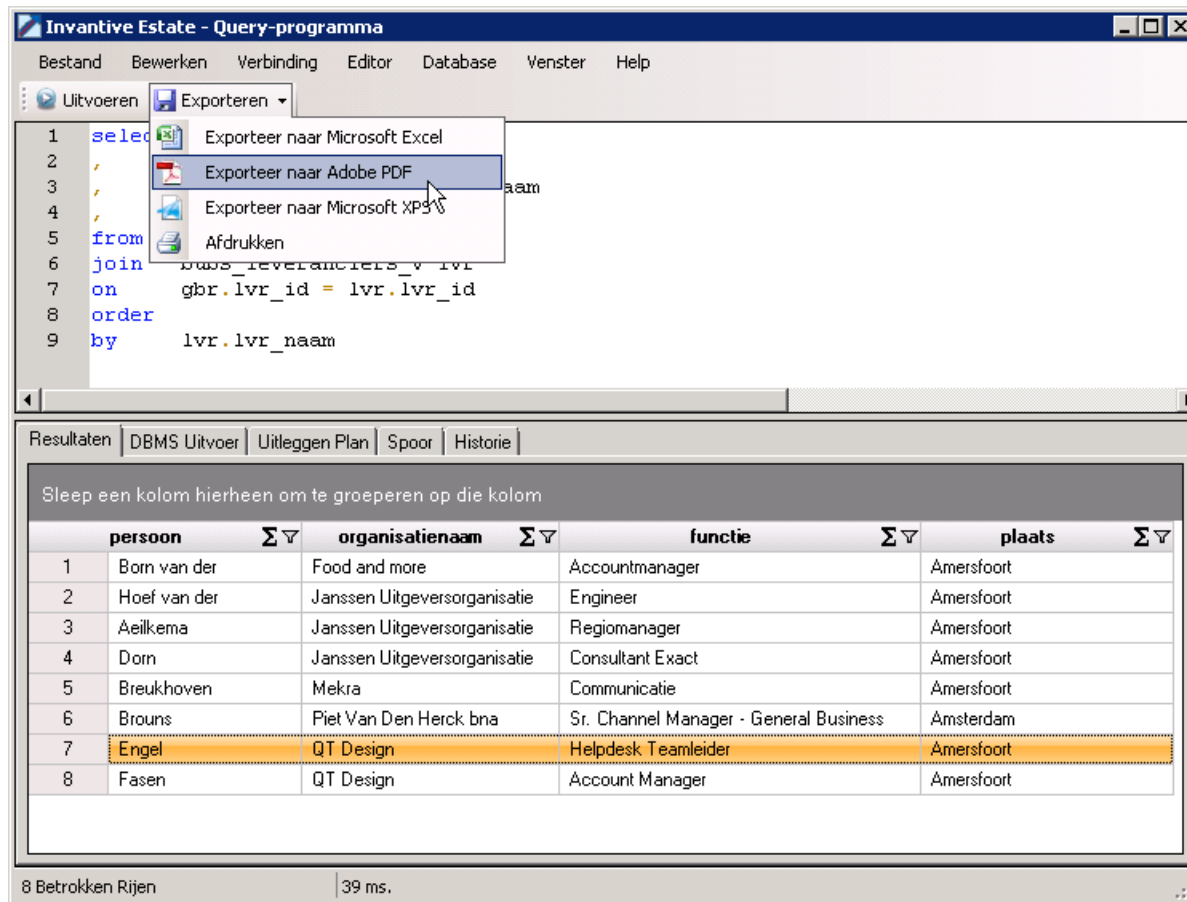 Invantive Estate - Query-programma
Bestand Bewerken Verbinding Editor Database Venster Help
Uitvoeren Exporteren
Exporteer naar Microsoft Excel
Exporteer naar Adobe PDF
Exporteer naar Microsoft XPS
Afdrukken
1
2 ,
3 , aam
4 ,
5 from
6 join bubs_leveranciers_v lvr
7 on gbr.lvr_id = lvr.lvr_id
8 order
9 by lvr.lvr_naam
Resultaten DBMS Uitvoer Uitleggen Plan Spoor Historie
Sleep een kolom hierheen om te groeperen op die kolom
persoon Σ organisatienaam Σ functie Σ plaats Σ
1 Born van der Food and more Accountmanager Amersfoort
2 Hoef van der Janssen Uitgeversorganisatie Engineer Amersfoort
3 Aeilkema Janssen Uitgeversorganisatie Regiomanager Amersfoort
4 Dorn Janssen Uitgeversorganisatie Consultant Exact Amersfoort
5 Breukhoven Mekra Communicatie Amersfoort
6 Brouns Piet Van Den Herck bna Sr. Channel Manager - General Business Amsterdam
7 Engel QT Design Helpdesk Teamleider Amersfoort
8 Fasen QT Design Account Manager Amersfoort
8 Betrokken Rijen 39 ms.